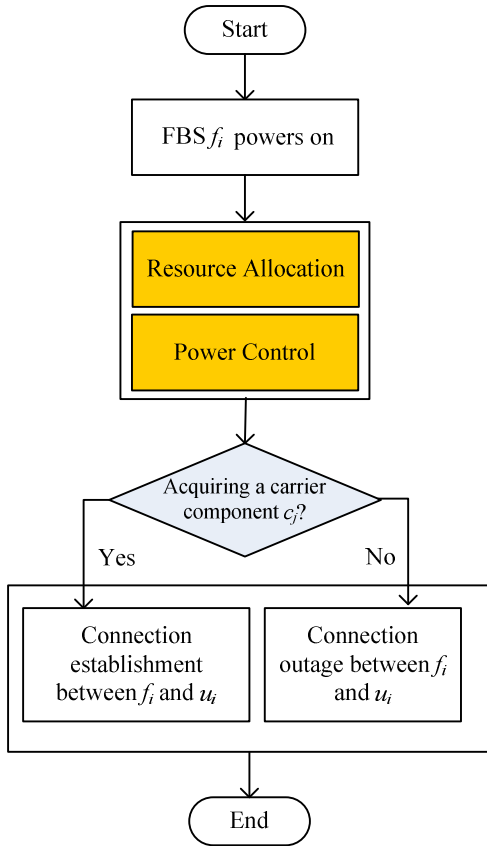 Start
FBS fi powers on
Resource Allocation
Power Control
Acquiring a carrier
component cj?
Yes
No
Connection
establishment
between fi and ui
Connection
outage between fi
and ui
End